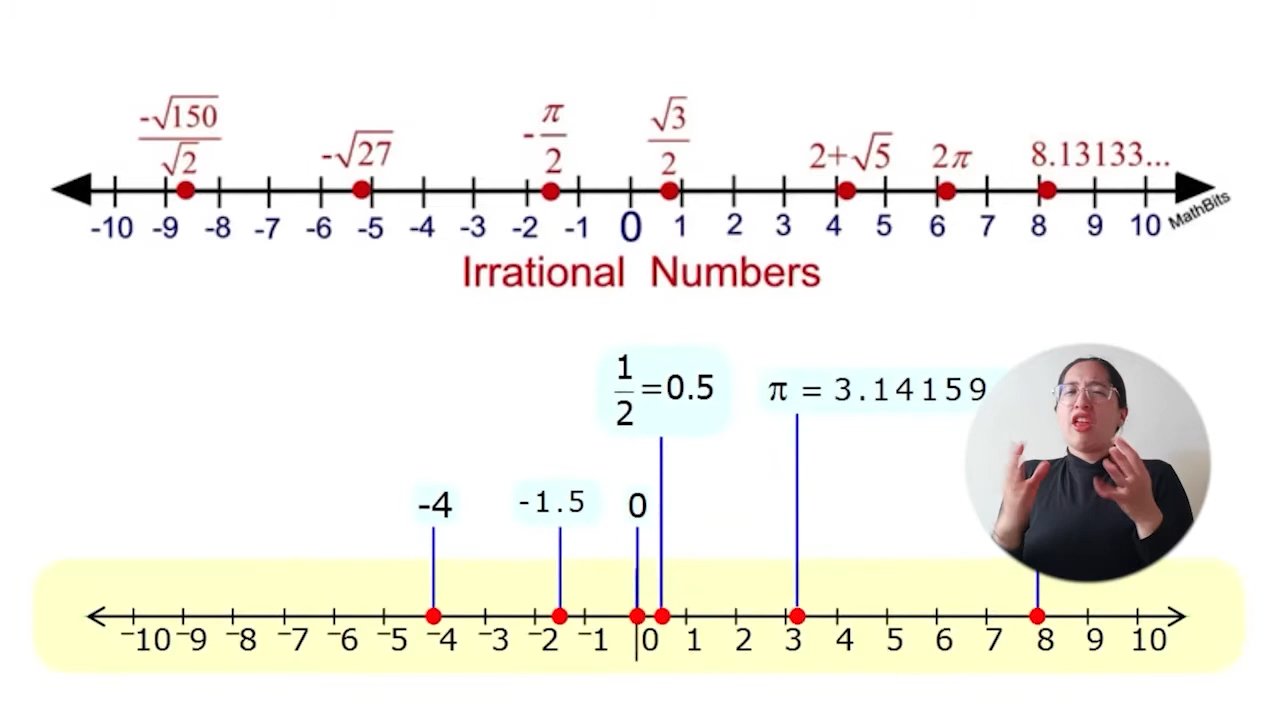 -√150/√2 -√27 -π/2 √3/2 2+√5 2π 8.13133...
-10 -9 -8 -7 -6 -5 -4 -3 -2 -1 0 1 2 3 4 5 6 7 8 9 10 MathBits
Irrational Numbers
1/2=0.5 π = 3.14159
-4 -1.5 0
-10 -9 -8 -7 -6 -5 -4 -3 -2 -1 0 1 2 3 4 5 6 7 8 9 10